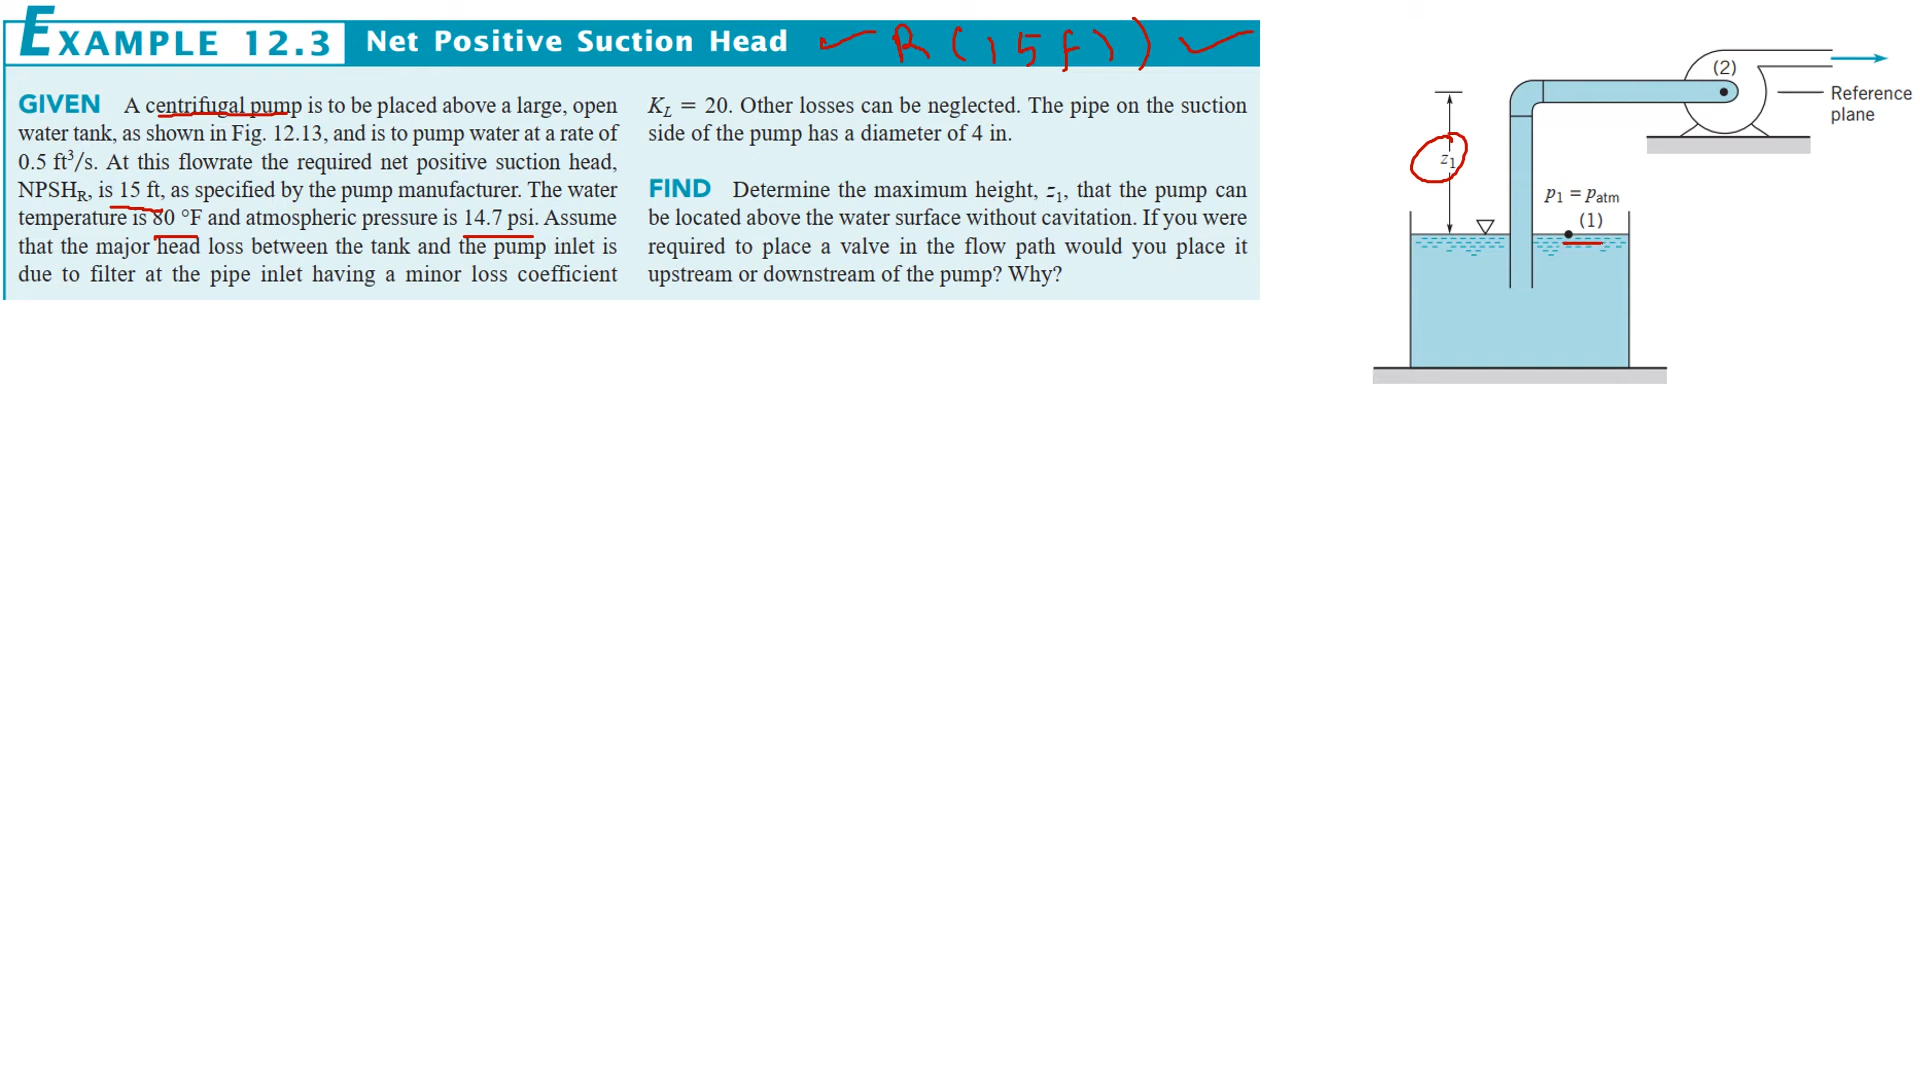 EXAMPLE 12.3 Net Positive Suction Head R(15f))
GIVEN A centrifugal pump is to be placed above a large, open
water tank, as shown in Fig. 12.13, and is to pump water at a rate of
0.5 ft³/s. At this flowrate the required net positive suction head,
NPSH_R, is 15 ft, as specified by the pump manufacturer. The water
temperature is 80 °F and atmospheric pressure is 14.7 psi. Assume
that the major head loss between the tank and the pump inlet is
due to filter at the pipe inlet having a minor loss coefficient
K_L = 20. Other losses can be neglected. The pipe on the suction
side of the pump has a diameter of 4 in.
FIND Determine the maximum height, z₁, that the pump can
be located above the water surface without cavitation. If you were
required to place a valve in the flow path would you place it
upstream or downstream of the pump? Why?
(2)
Reference
plane
z₁
p₁ = p_atm
(1)